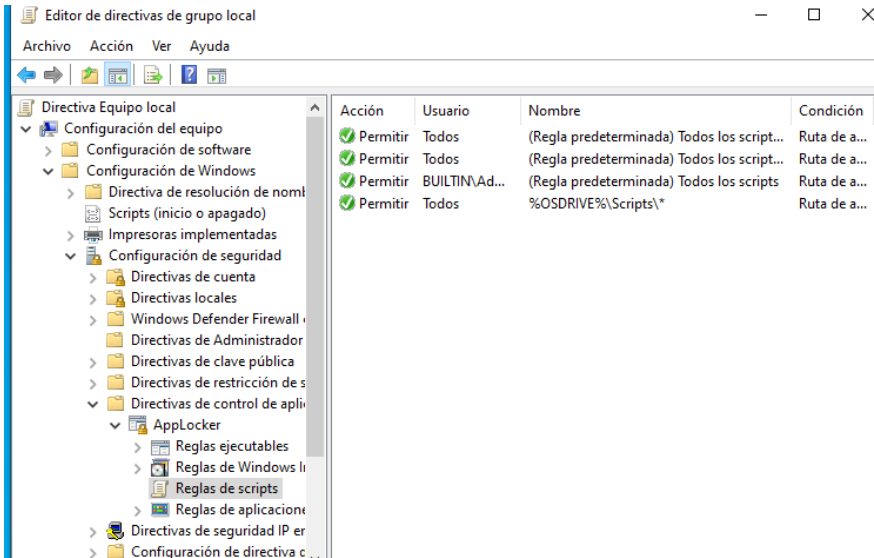 Editor de directivas de grupo local
Archivo Acción Ver Ayuda
Directiva Equipo local
Configuración del equipo
Configuración de software
Configuración de Windows
Directiva de resolución de noml
Scripts (inicio o apagado)
Impresoras implementadas
Configuración de seguridad
Directivas de cuenta
Directivas locales
Windows Defender Firewall
Directivas de Administrador
Directivas de clave pública
Directivas de restricción de s
Directivas de control de aplic
AppLocker
Reglas ejecutables
Reglas de Windows I
Reglas de scripts
Reglas de aplicacione
Directivas de seguridad IP er
Configuración de directiva
Acción Usuario Nombre Condición
Permitir Todos (Regla predeterminada) Todos los script... Ruta de a...
Permitir Todos (Regla predeterminada) Todos los script... Ruta de a...
Permitir BUILTIN\Ad... (Regla predeterminada) Todos los scripts Ruta de a...
Permitir Todos %OSDRIVE%\Scripts\* Ruta de a...